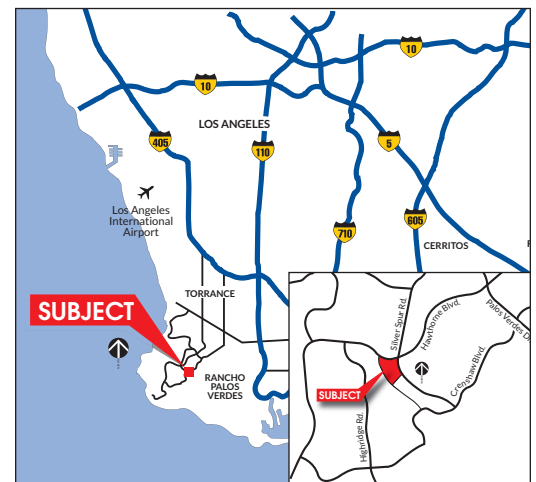 10
10
LOS ANGELES
405
110
5
Los Angeles
International
Airport
605
710
CERRITOS
TORRANCE
SUBJECT
RANCHO
PALOS
VERDES
Silver Spur Rd.
Hawthorne Blvd.
Palos Verdes
Crenshaw Blvd.
SUBJECT
Highridge Rd.